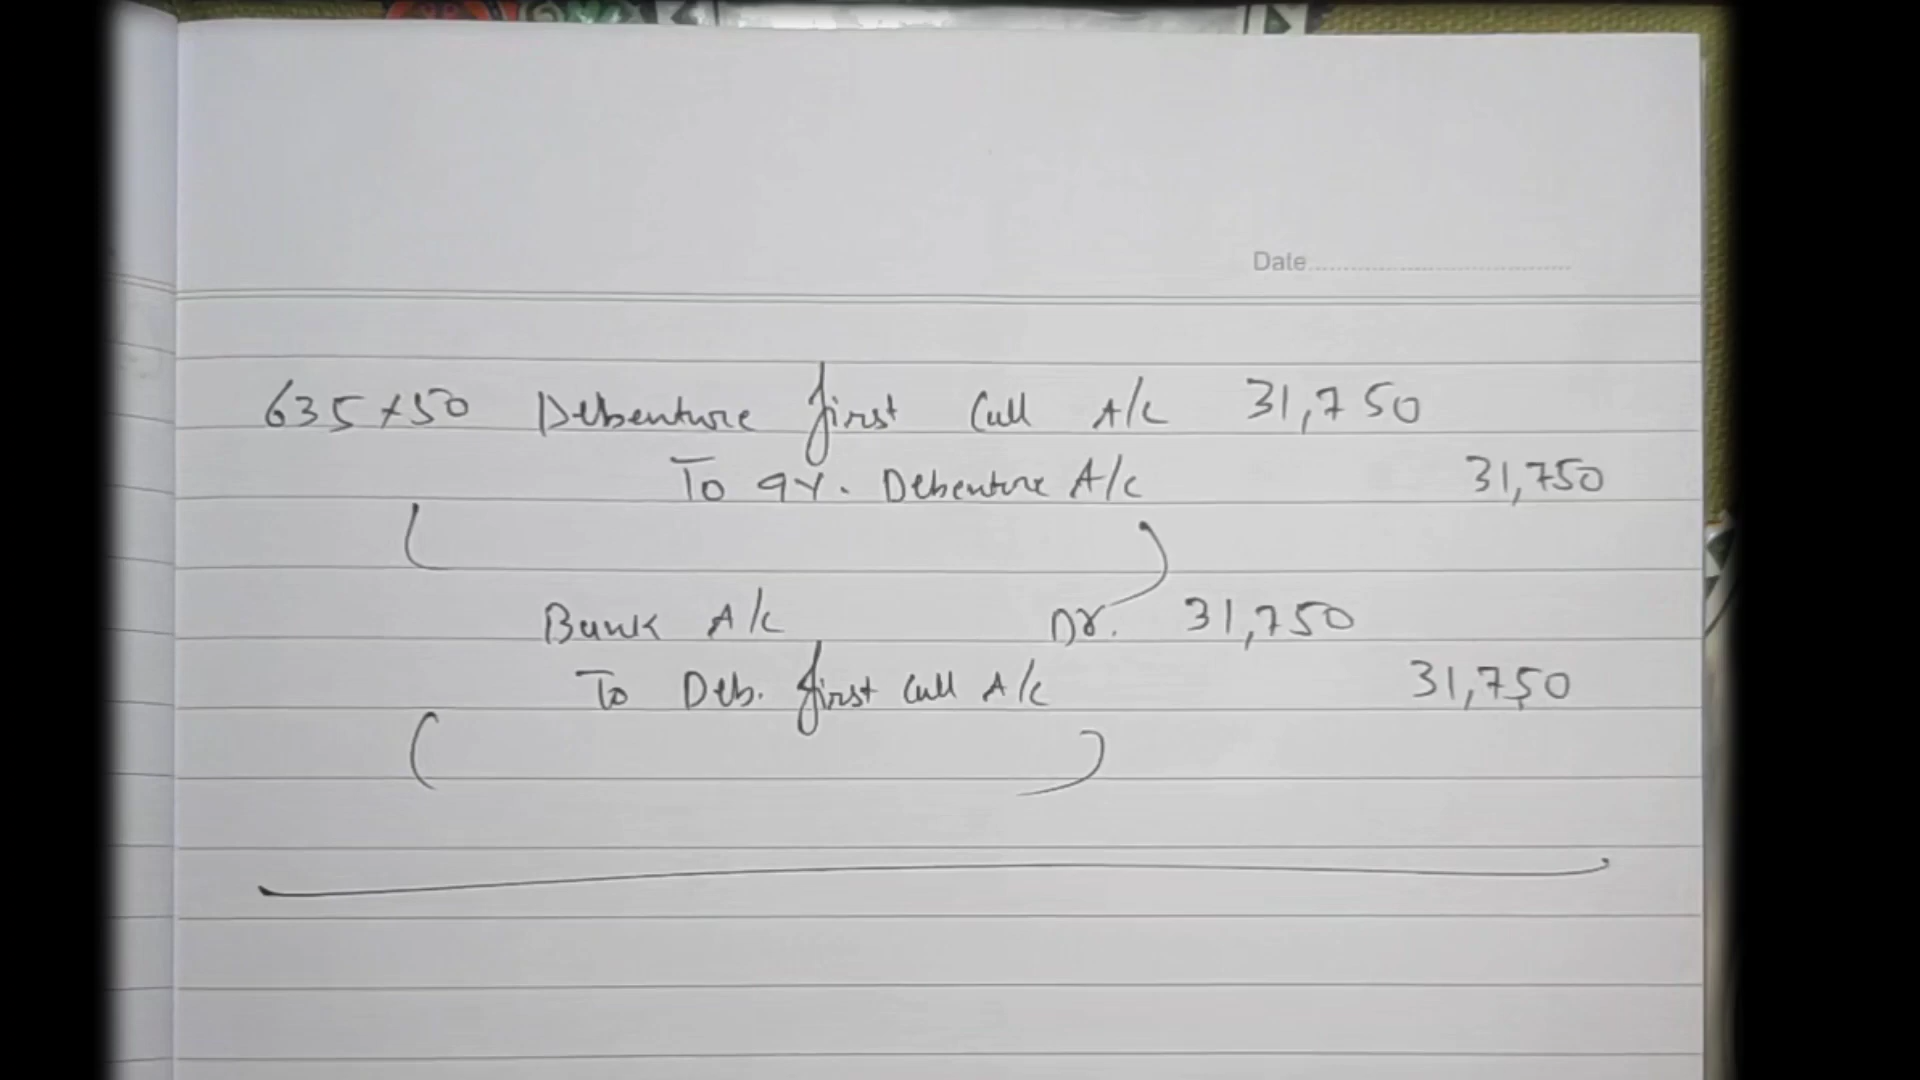 Date
635×50 Debenture first Call A/c 31,750
To 9%. Debenture A/c 31,750
Bank A/c Dr. 31,750
To Deb. first Call A/c 31,750